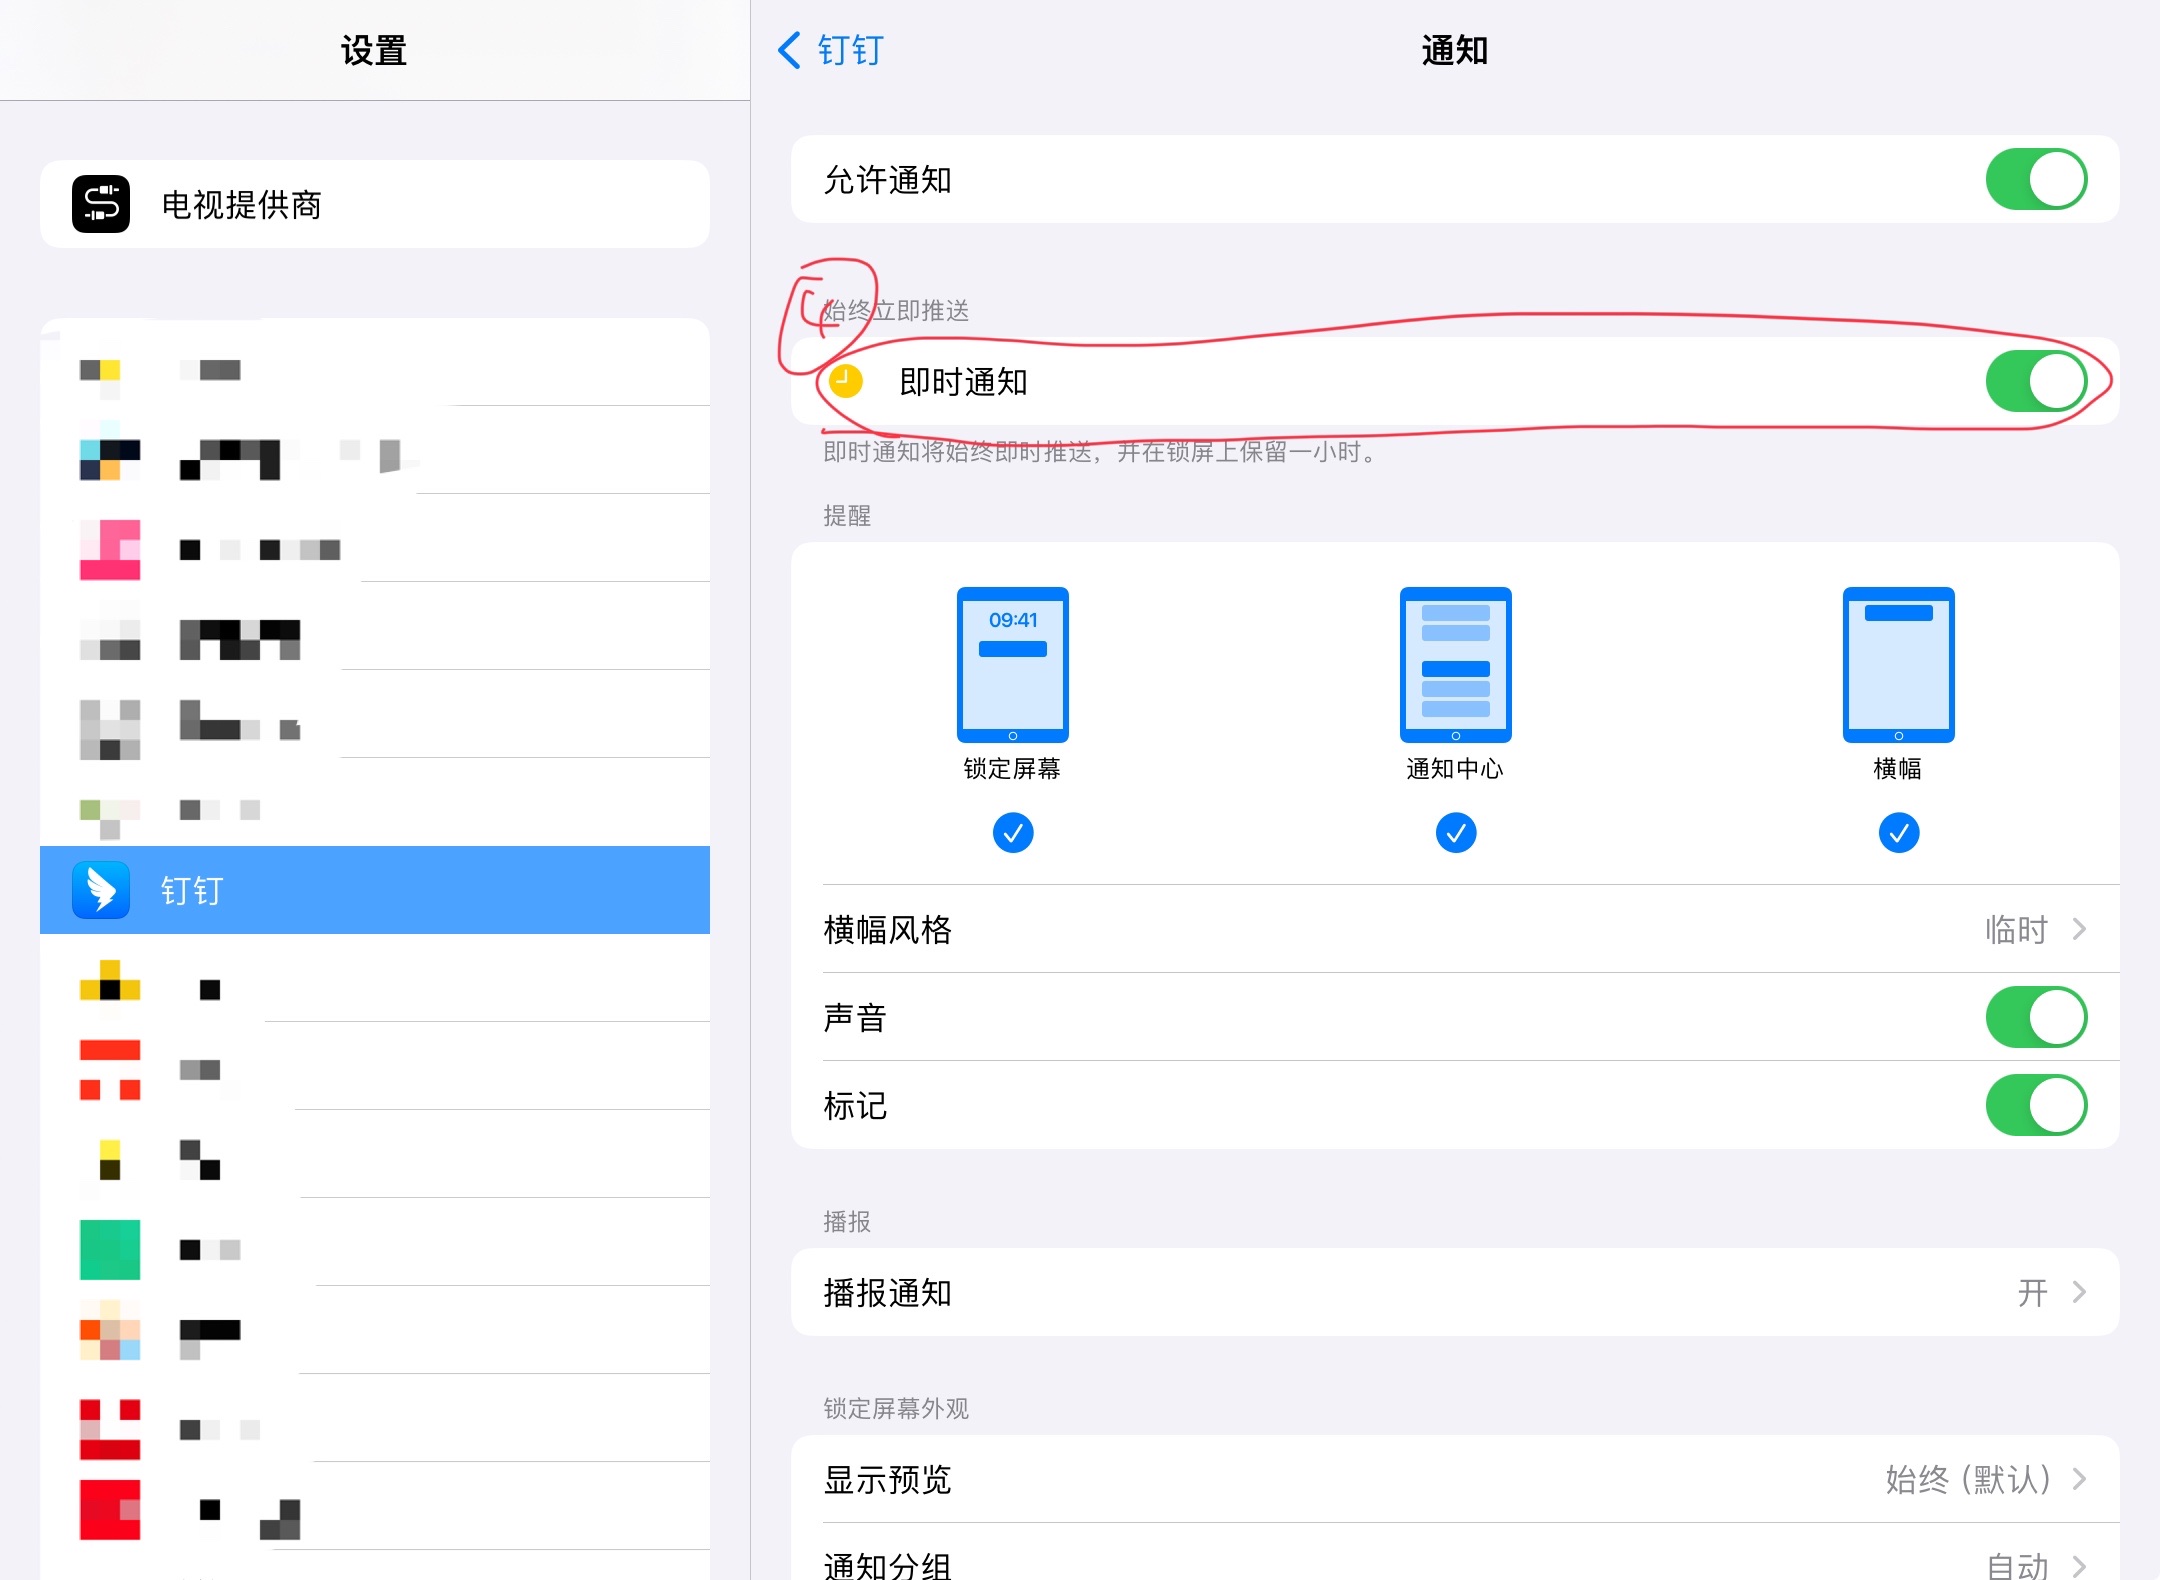 设置
电视提供商
钉钉
钉钉
通知
允许通知
始终立即推送
即时通知
即时通知将始终即时推送，并在锁屏上保留一小时。
提醒
09:41
锁定屏幕
通知中心
横幅
横幅风格
临时
声音
标记
播报
播报通知
开
锁定屏幕外观
显示预览
始终（默认）
通知分组
自动